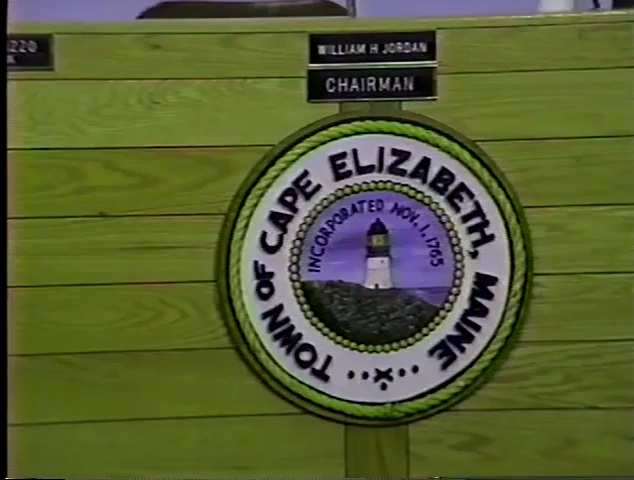 WILLIAM H JORDAN
CHAIRMAN
TOWN OF CAPE ELIZABETH, MAINE
INCORPORATED NOV. 1, 1765